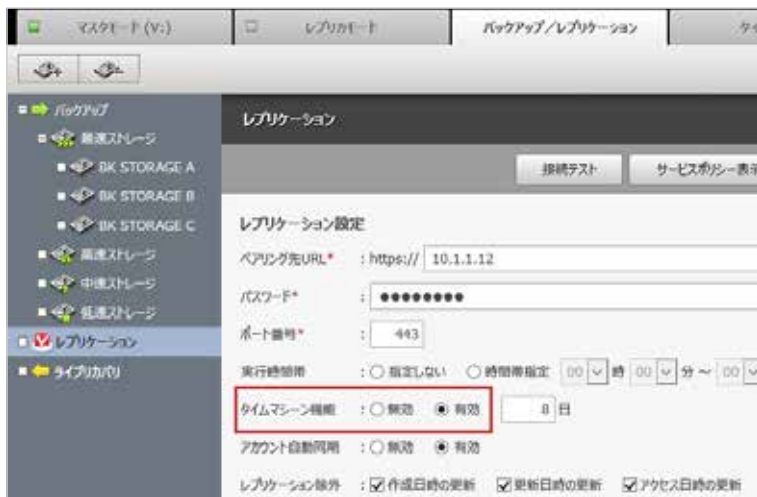 マスタモード (V:) レプリカモード バックアップ/レプリケーション タイ
バックアップ レプリケーション
最速ストレージ
BK STORAGE A 接続テスト サービスポリシー表示
BK STORAGE B
BK STORAGE C レプリケーション設定
高速ストレージ ペアリング先URL* : https:// 10.1.1.12
中速ストレージ
低速ストレージ パスワード* : ●●●●●●●●
レプリケーション ポート番号* : 443
ライブリカバリ 実行時間帯 : 指定しない 時間帯指定 00 時 00 分 ~ 00
タイムマシーン機能 : 無効 有効 8 日
アカウント自動同期 : 無効 有効
レプリケーション除外 : 作成日時の更新 更新日時の更新 アクセス日時の更新